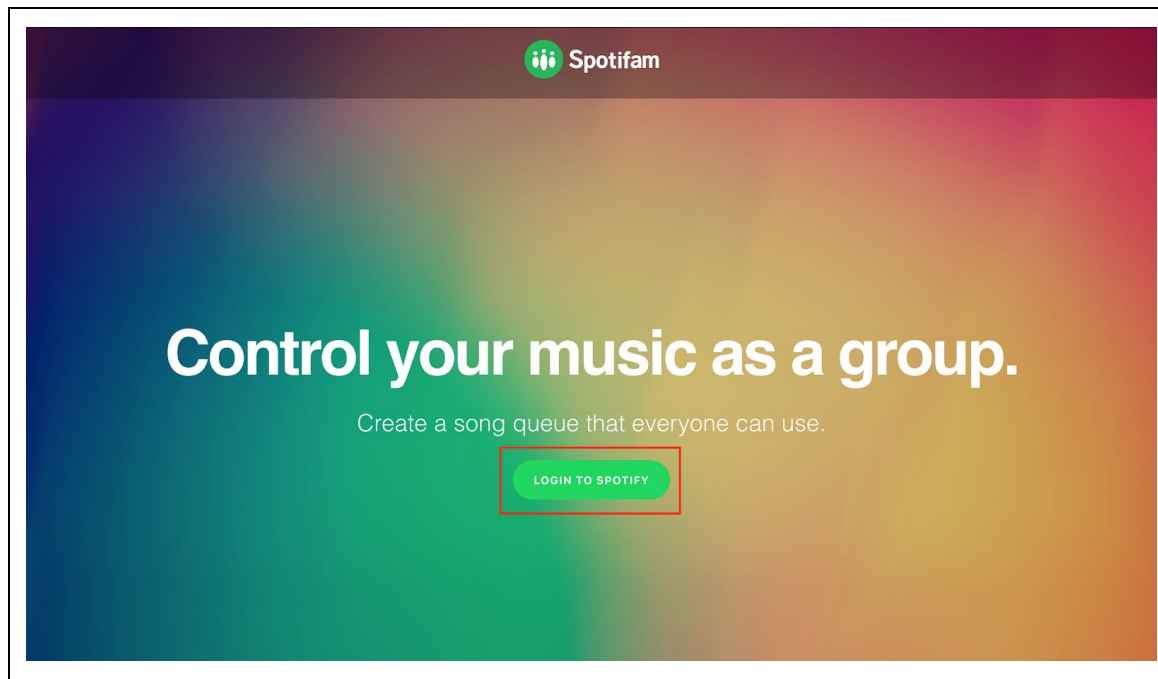 Spotifam
Control your music as a group.
Create a song queue that everyone can use.
LOGIN TO SPOTIFY